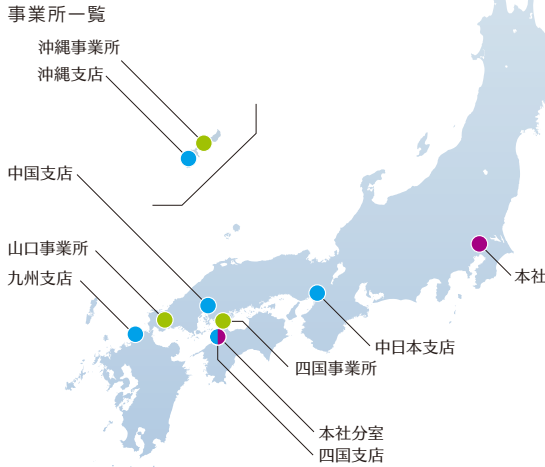 事業所一覧
沖縄事業所
沖縄支店
中国支店
山口事業所
九州支店
本社
中日本支店
四国事業所
本社分室
四国支店